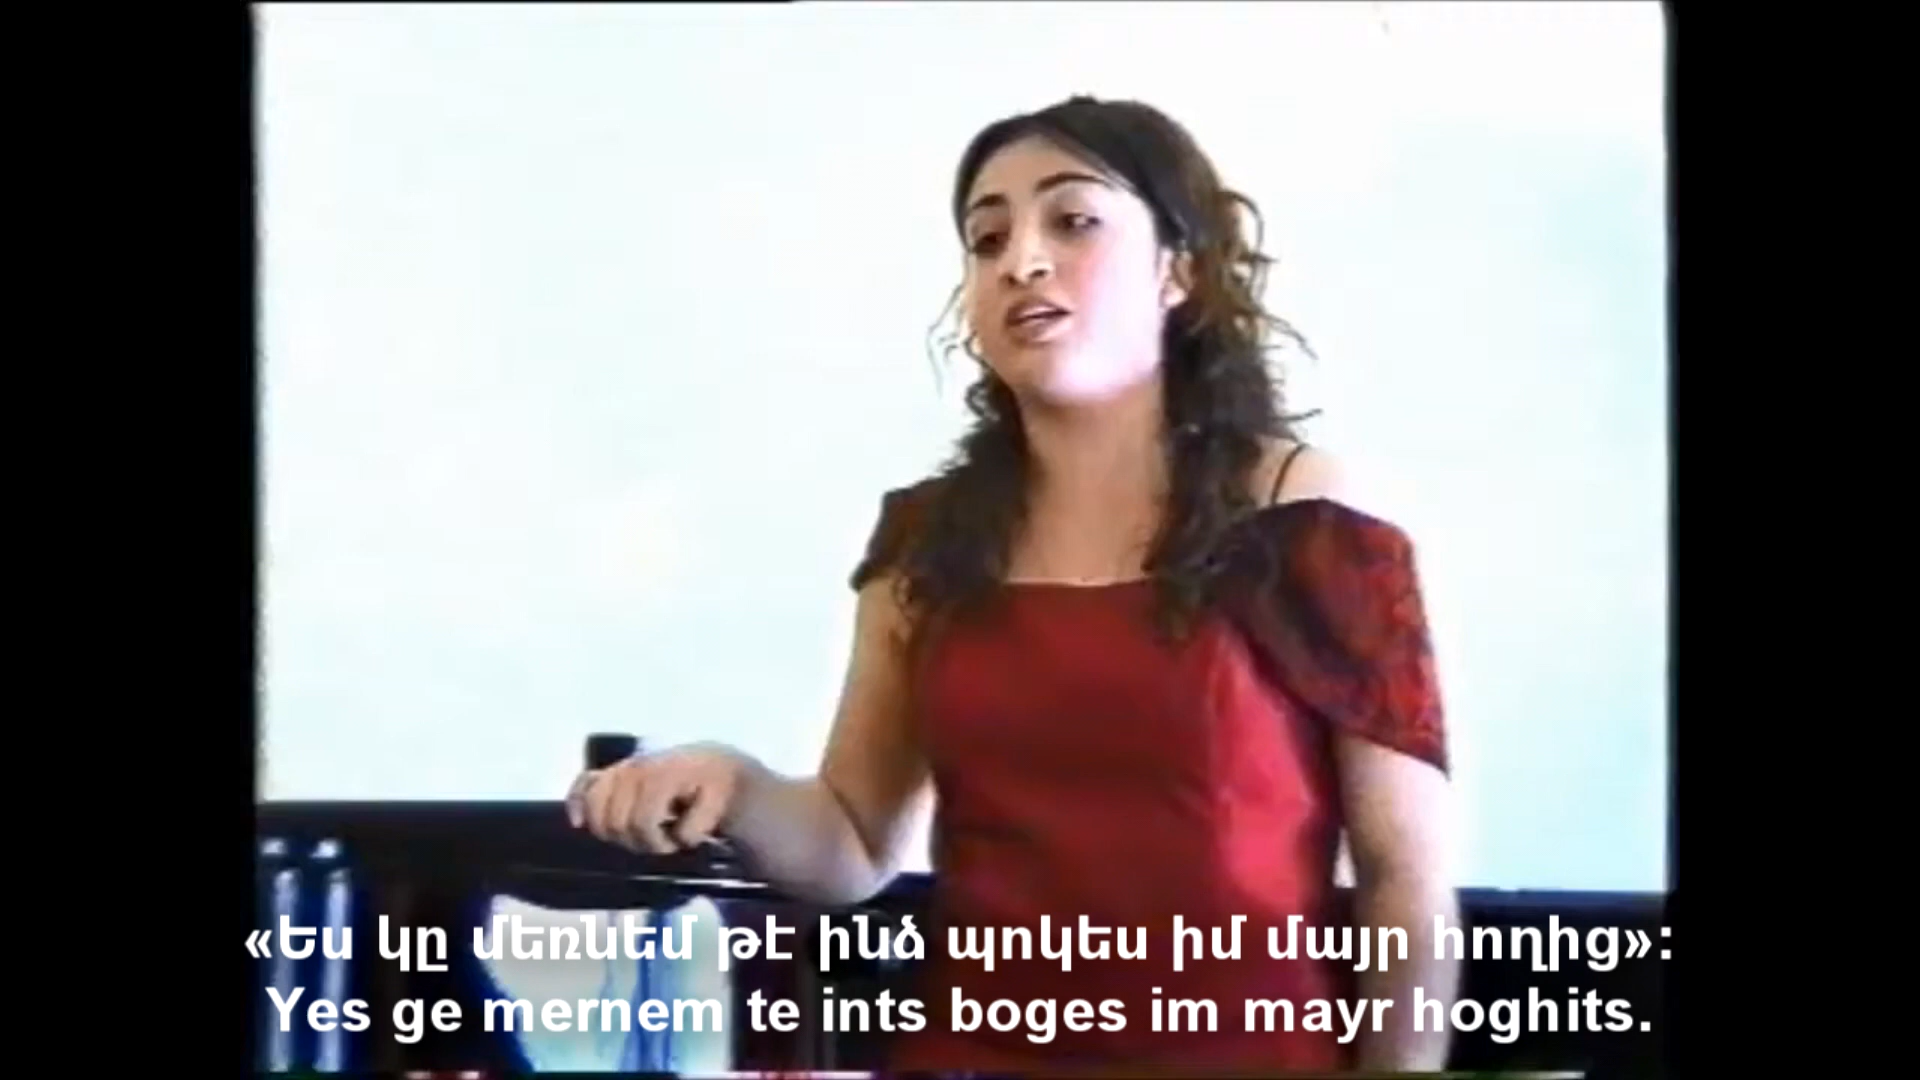 «Ես կը մեռնեմ թէ ինձ պոկես իմ մայր հողից»։
Yes ge mernem te ints boges im mayr hoghits.